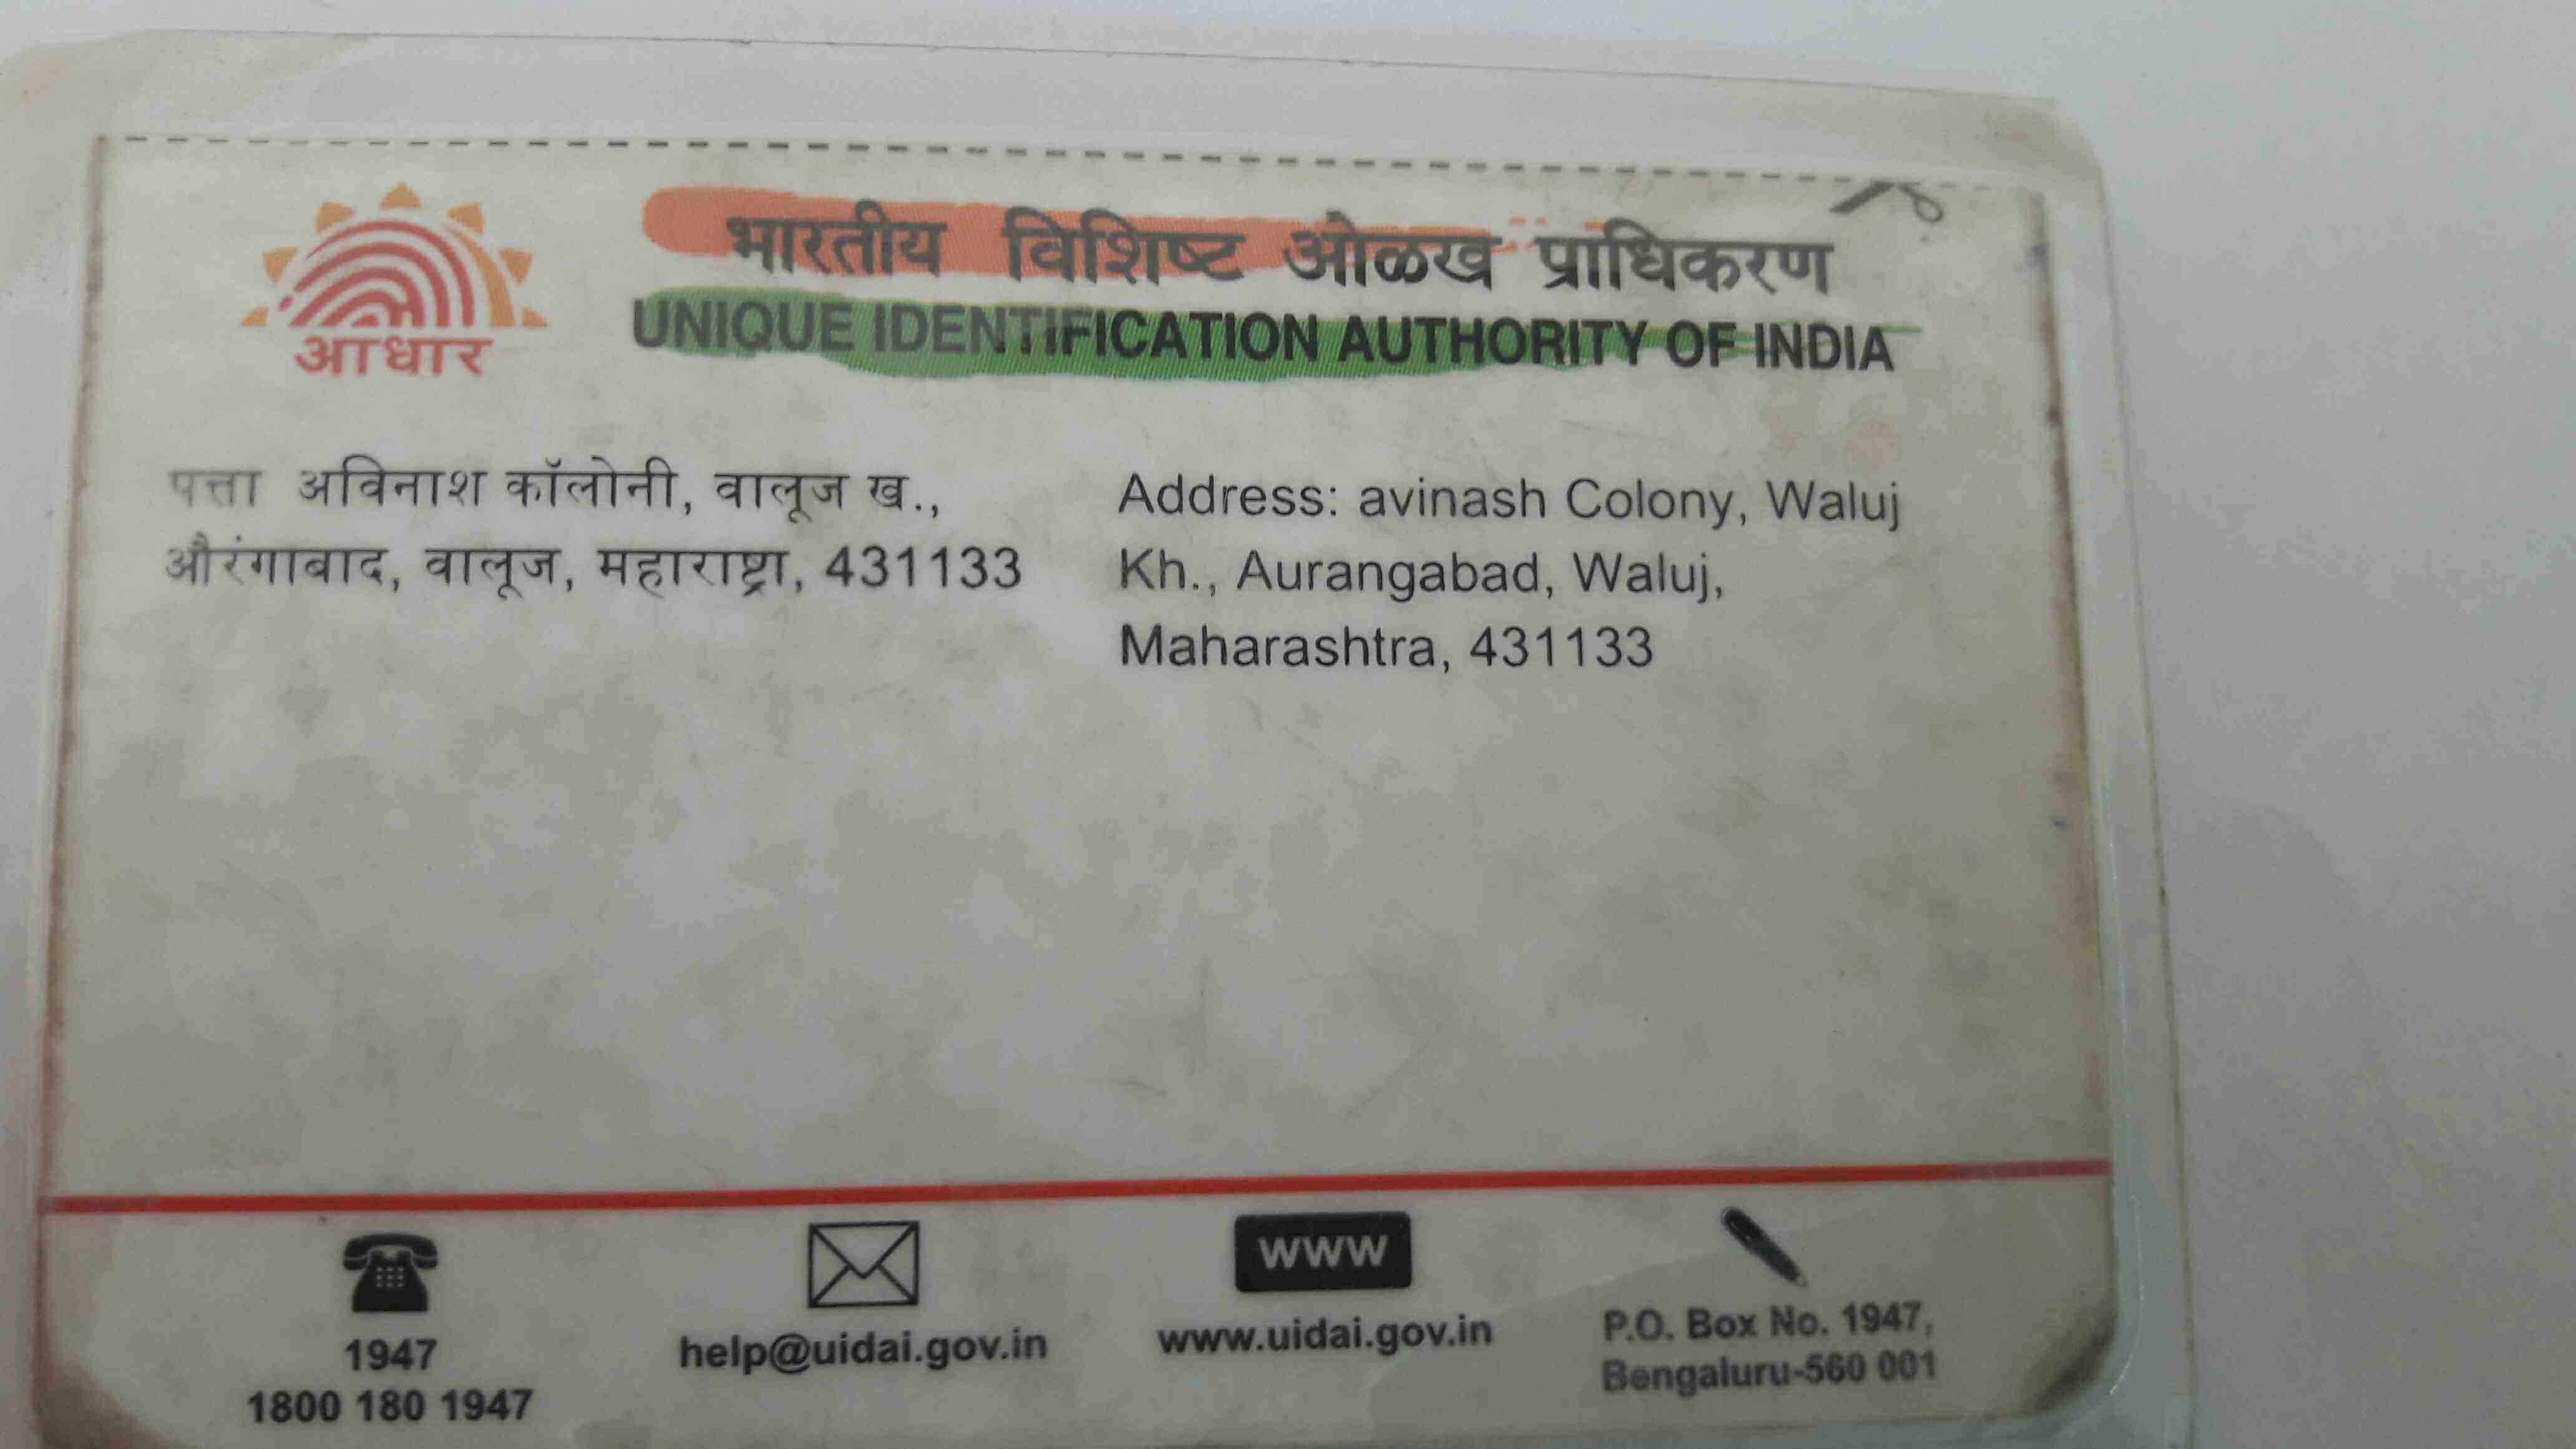 भारतीय विशिष्ट ओळख प्राधिकरण
UNIQUE IDENTIFICATION AUTHORITY OF INDIA
आधार
पत्ता अविनाश कॉलोनी, वालूज ख.,
औरंगाबाद, वालूज, महाराष्ट्रा, 431133
Address: avinash Colony, Waluj
Kh., Aurangabad, Waluj,
Maharashtra, 431133
1947
1800 180 1947
help@uidai.gov.in
WWW
www.uidai.gov.in
P.O. Box No. 1947,
Bengaluru-560 001